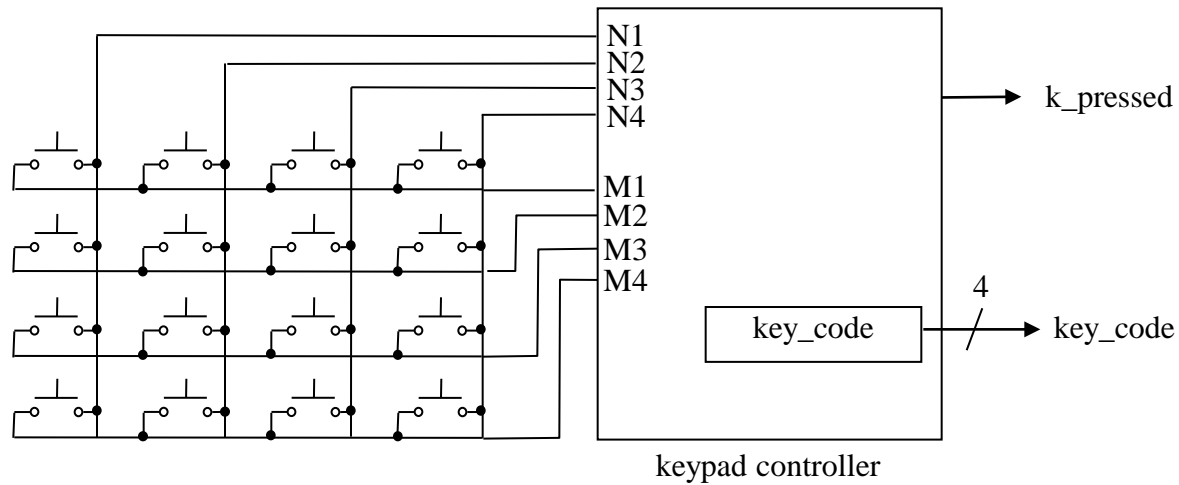 N1
N2
N3
N4
k_pressed
M1
M2
M3
M4
4
key_code
key_code
keypad controller